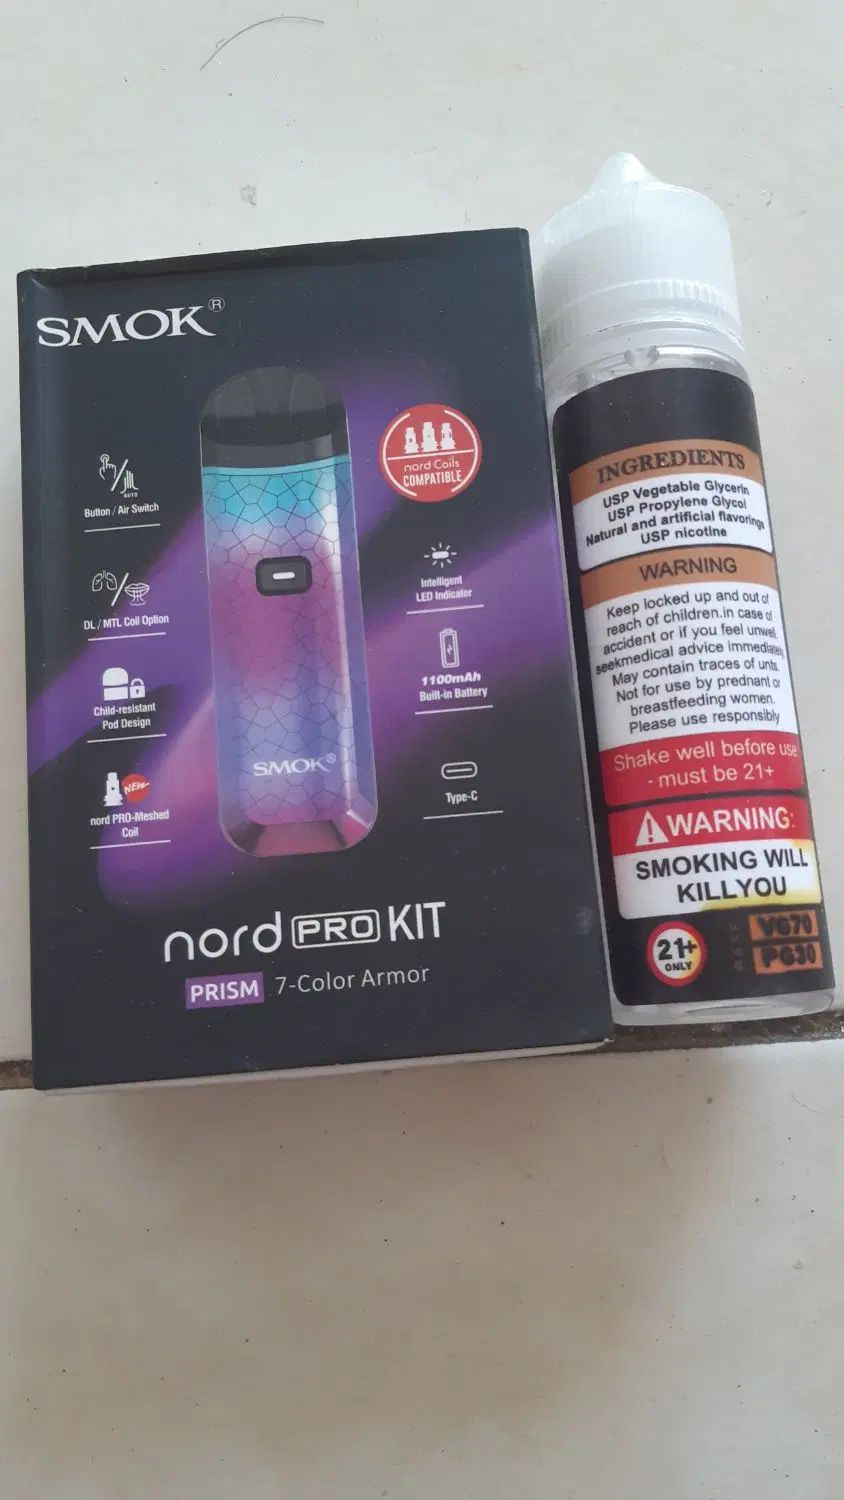 SMOK®
AUTO
Button / Air Switch
DL / MTL Coil Option
Child-resistant
Pod Design
NEW
nord PRO-Meshed
Coil
nord Coils
COMPATIBLE
Intelligent
LED Indicator
1100mAh
Built-in Battery
Type-C
SMOK®
nord PRO KIT
PRISM 7-Color Armor
INGREDIENTS
USP Vegetable Glycerin
USP Propylene Glycol
Natural and artificial flavorings
USP nicotine
WARNING
Keep locked up and out of
reach of children.in case of
accident or if you feel unwell,
seekmedical advice immediate
May contain traces of unts.
Not for use by prednant or
breastfeeding women.
Please use responsibly
Shake well before use
- must be 21+
WARNING:
SMOKING WILL
KILLYOU
21+
ONLY
BASE
VG70
PG30